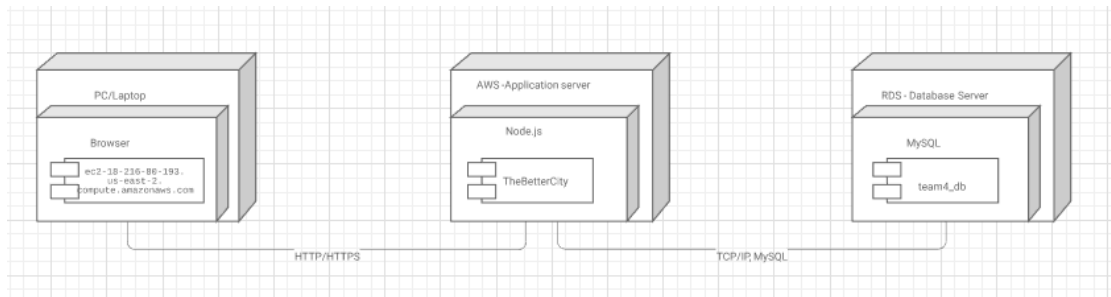 PC/Laptop
Browser
ec2-18-216-80-193.
us-east-2.
compute.amazonaws.com
AWS -Application server
Node.js
TheBetterCity
RDS - Database Server
MySQL
team4_db
HTTP/HTTPS
TCP/IP, MySQL